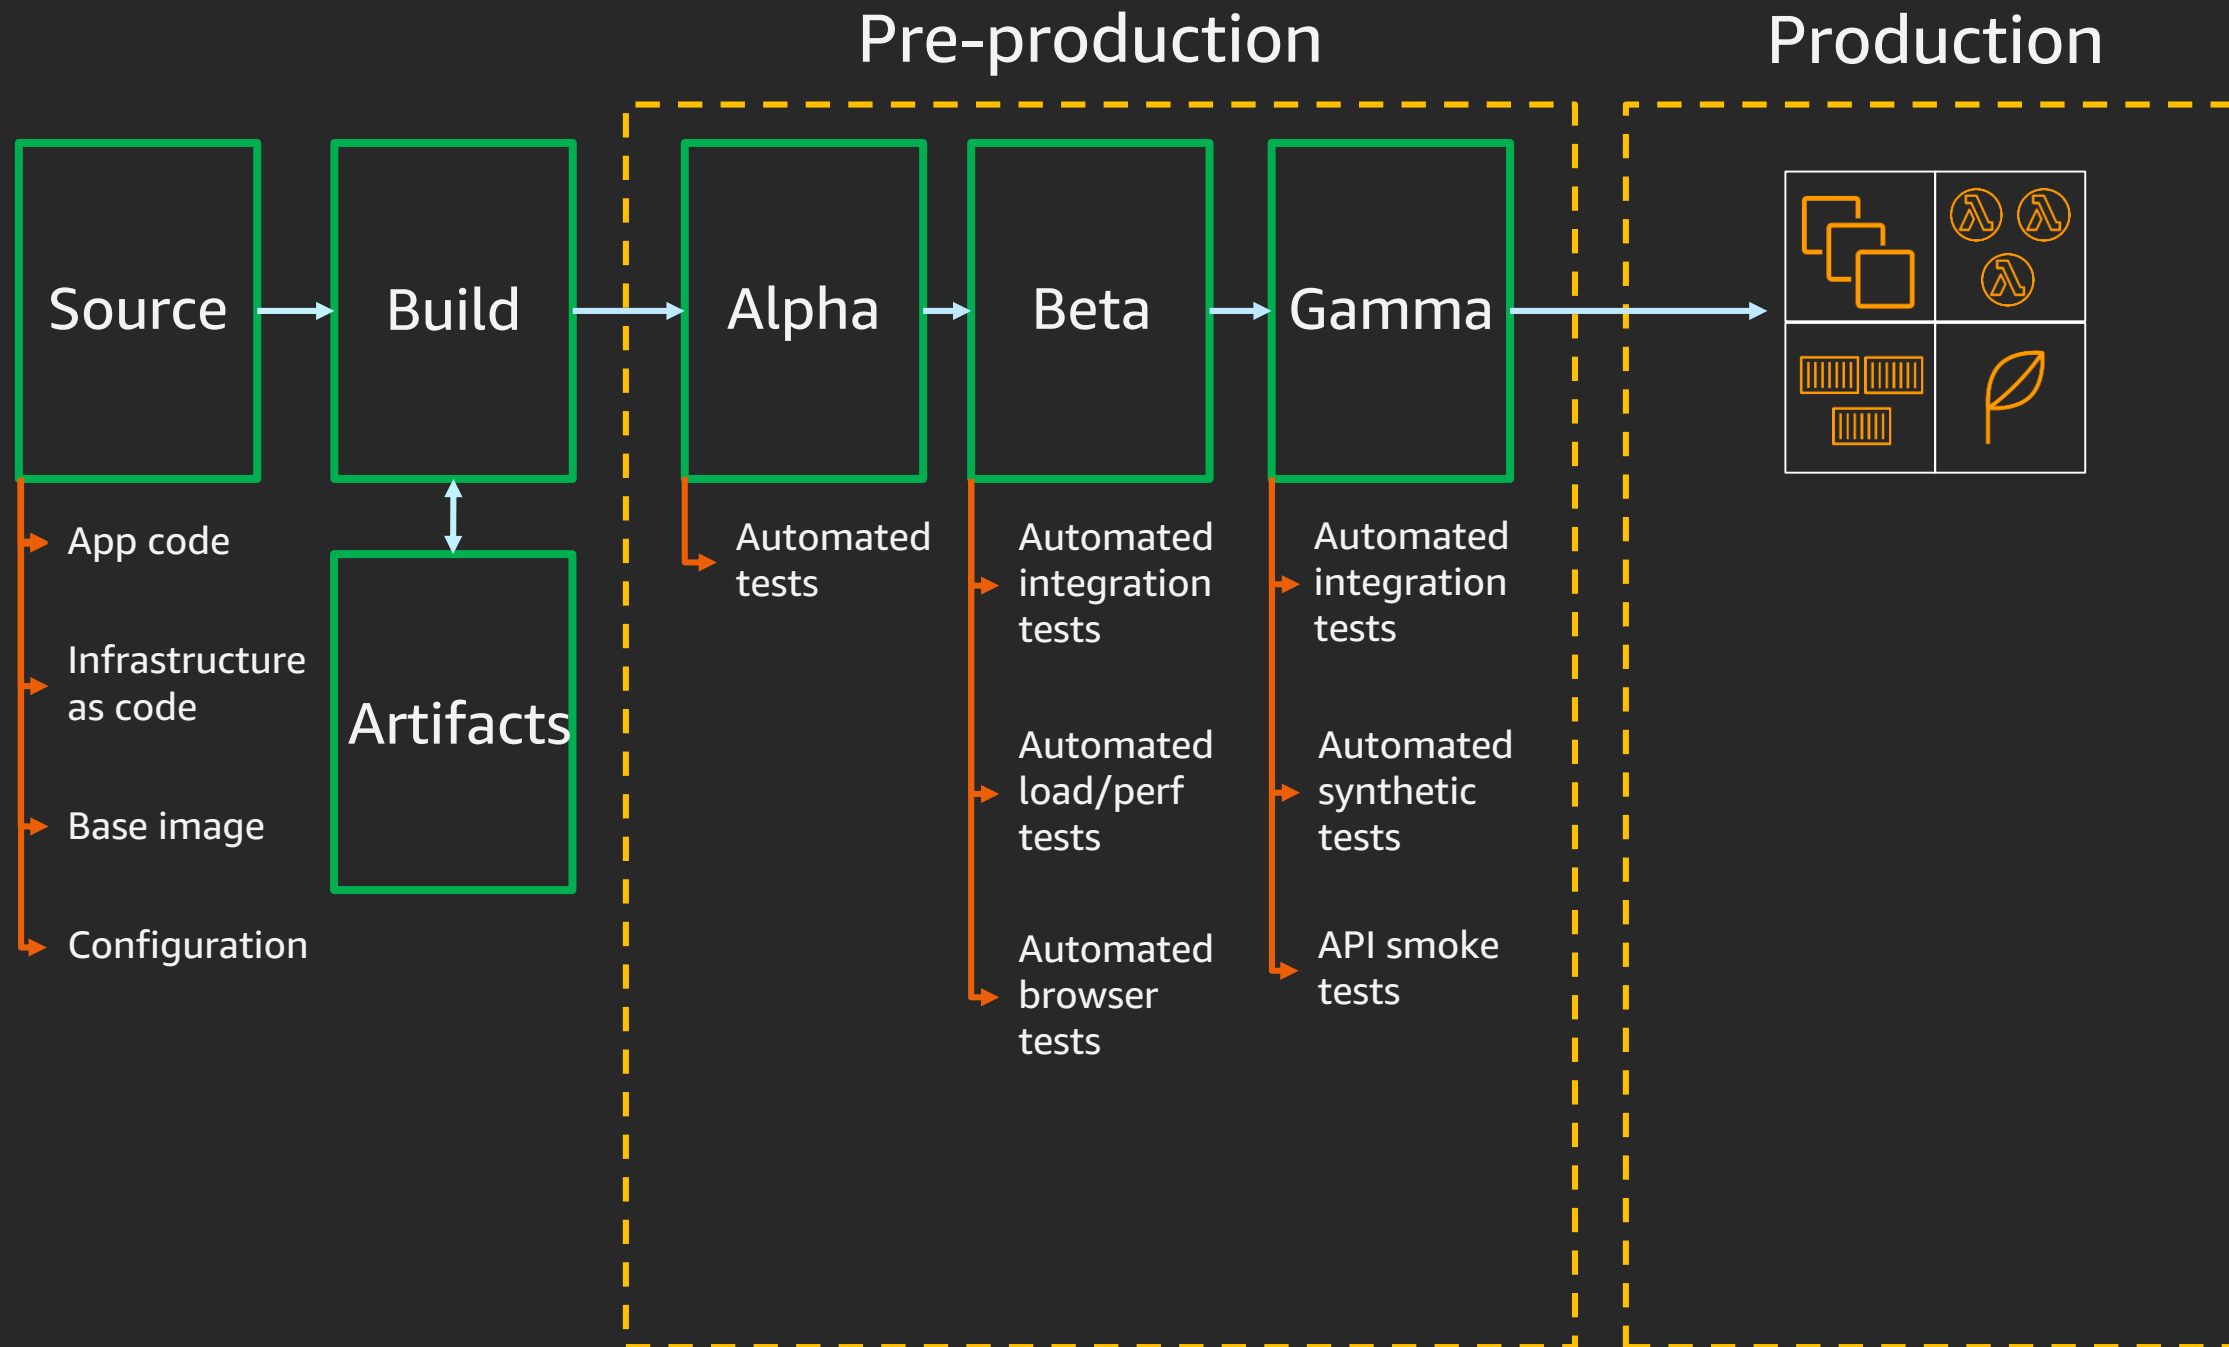 Pre-production
Production
Source
Build
Alpha
Beta
Gamma
App code
Infrastructure
as code
Base image
Configuration
Artifacts
Automated
tests
Automated
integration
tests
Automated
load/perf
tests
Automated
browser
tests
Automated
integration
tests
Automated
synthetic
tests
API smoke
tests